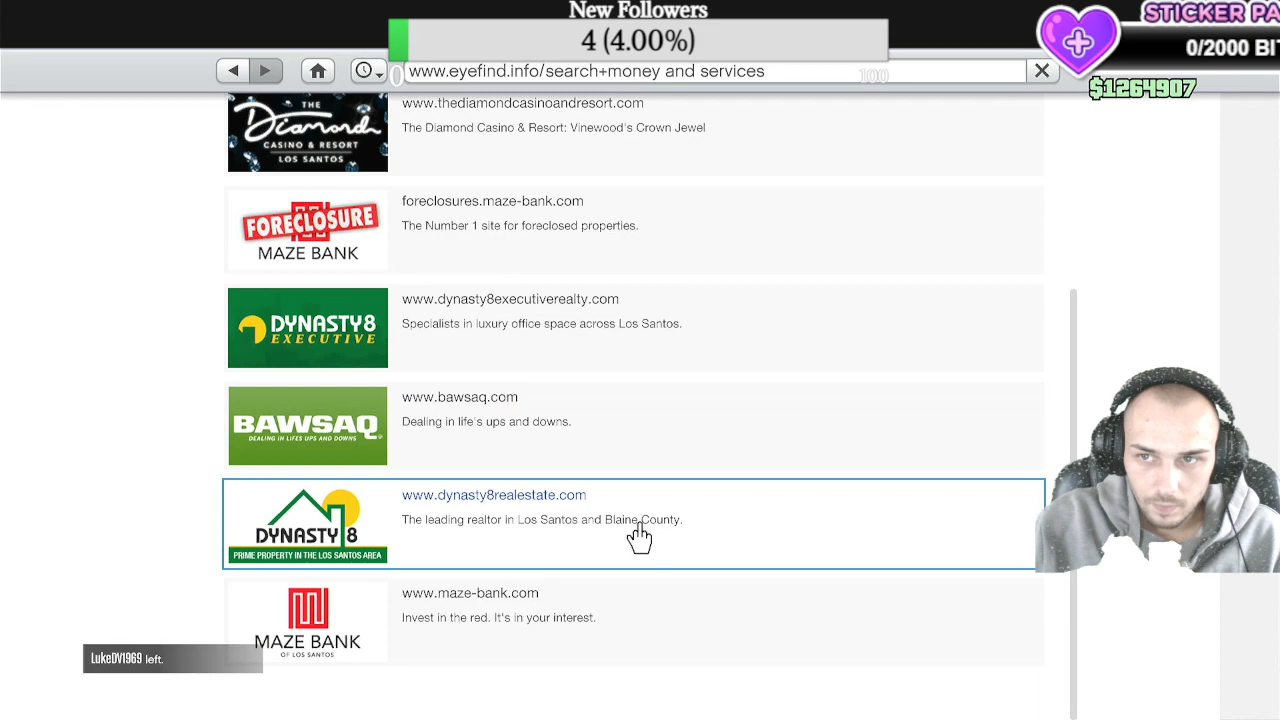 New Followers
4 (4.00%)
0
100
STICKER PA
0/2000 BI
$1264907
www.eyefind.info/search+money and services
THE
Diamond
CASINO & RESORT
LOS SANTOS
www.thediamondcasinoandresort.com
The Diamond Casino & Resort: Vinewood's Crown Jewel
FORECLOSURE
MAZE BANK
foreclosures.maze-bank.com
The Number 1 site for foreclosed properties.
DYNASTY8
EXECUTIVE
www.dynasty8executiverealty.com
Specialists in luxury office space across Los Santos.
BAWSAQ
DEALING IN LIFES UPS AND DOWNS
www.bawsaq.com
Dealing in life's ups and downs.
DYNASTY 8
PRIME PROPERTY IN THE LOS SANTOS AREA
www.dynasty8realestate.com
The leading realtor in Los Santos and Blaine County.
MAZE BANK
OF LOS SANTOS
www.maze-bank.com
Invest in the red. It's in your interest.
LukeDV1969 left.